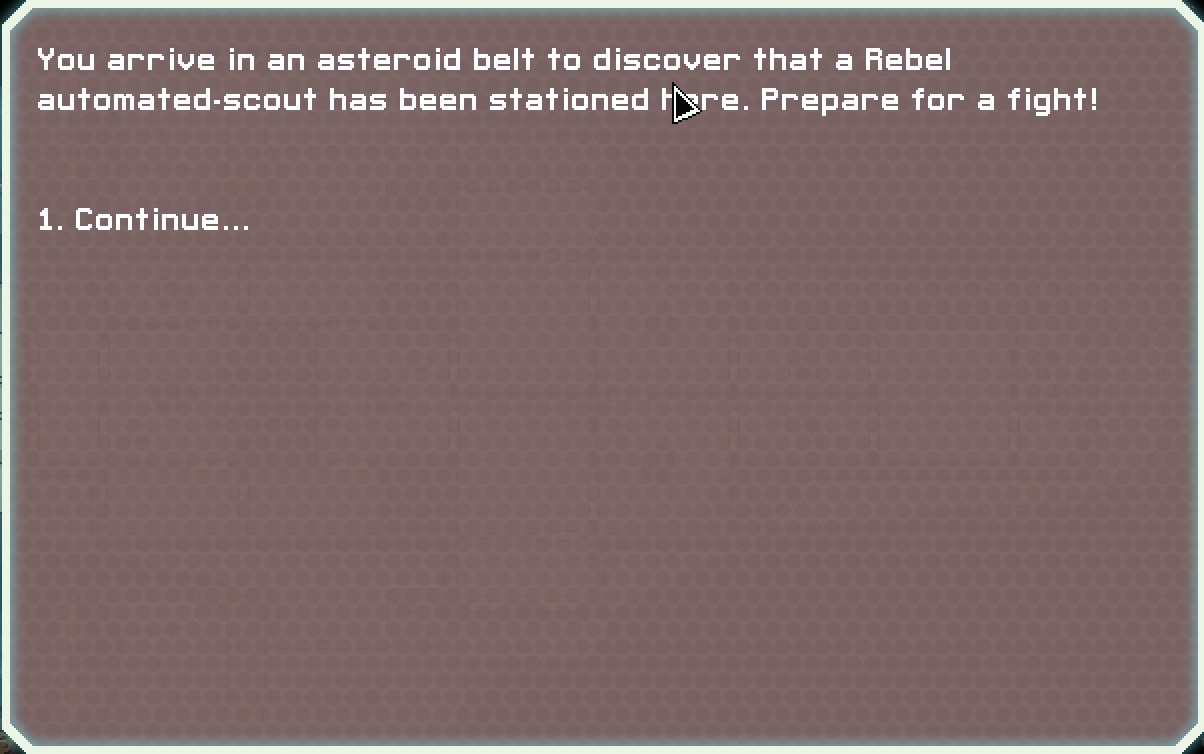 You arrive in an asteroid belt to discover that a Rebel
automated-scout has been stationed here. Prepare for a fight!
1. Continue...